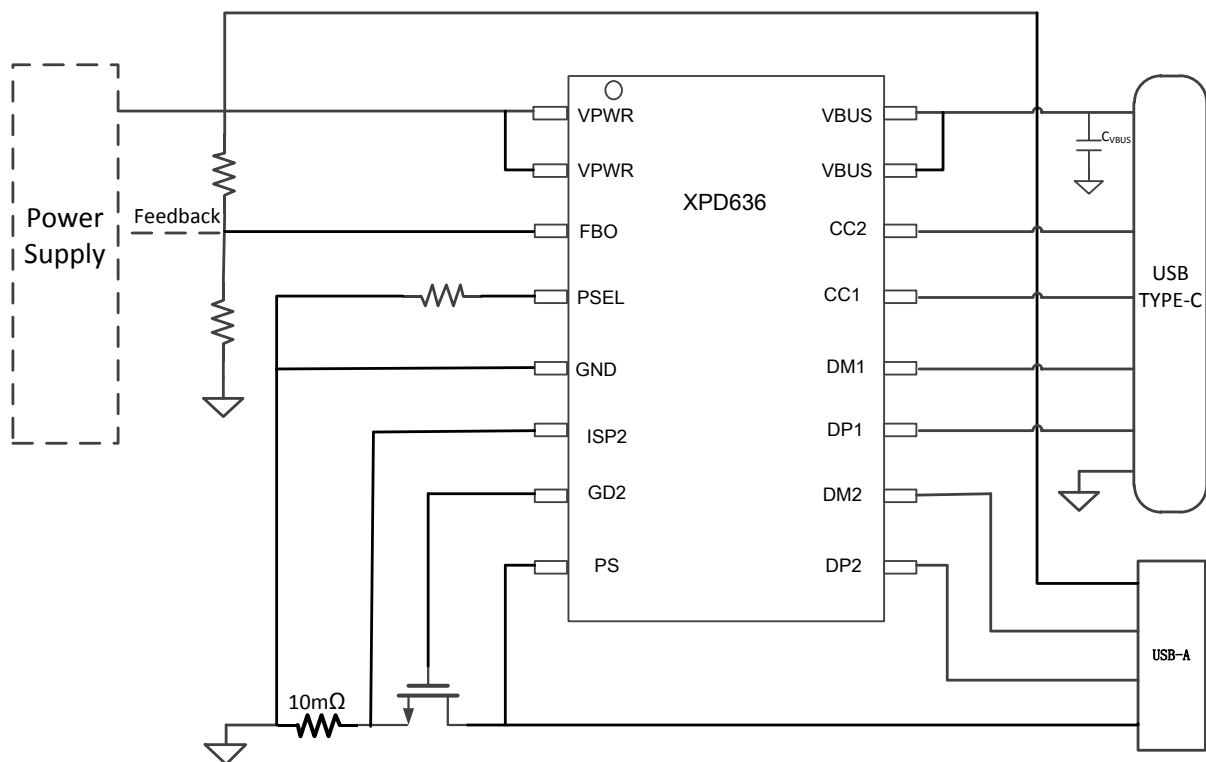 Power
Supply
Feedback
VPWR
VPWR
FBO
PSEL
GND
ISP2
GD2
PS
XPD636
VBUS
VBUS
CC2
CC1
DM1
DP1
DM2
DP2
CVBUS
USB
TYPE-C
USB-A
10mΩ